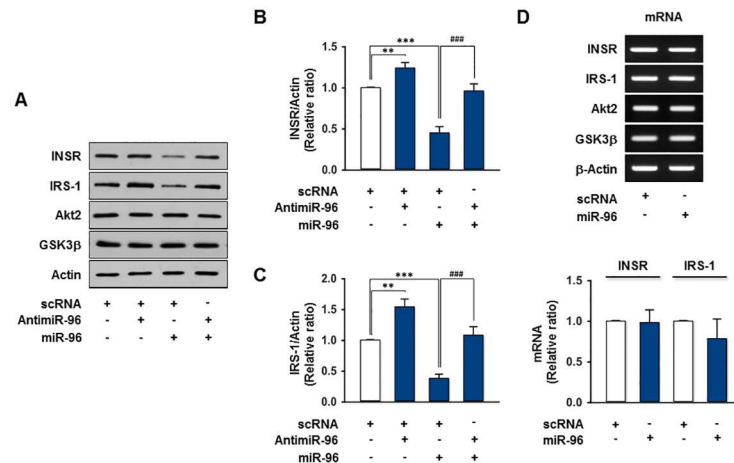 A
INSR
IRS-1
Akt2
GSK3β
Actin
scRNA + + + -
AntimiR-96 - + - +
miR-96 - - + +
B
INSR/Actin
(Relative ratio)
1.5
1.0
0.5
0.0
***
**
###
scRNA + + + -
AntimiR-96 - + - +
miR-96 - - + +
C
IRS-1/Actin
(Relative ratio)
2.0
1.5
1.0
0.5
0.0
***
**
###
scRNA + + + -
AntimiR-96 - + - +
miR-96 - - + +
D
mRNA
INSR
IRS-1
Akt2
GSK3β
β-Actin
scRNA + -
miR-96 - +
INSR IRS-1
mRNA
(Relative ratio)
1.5
1.0
0.5
0.0
scRNA + - + -
miR-96 - + - +